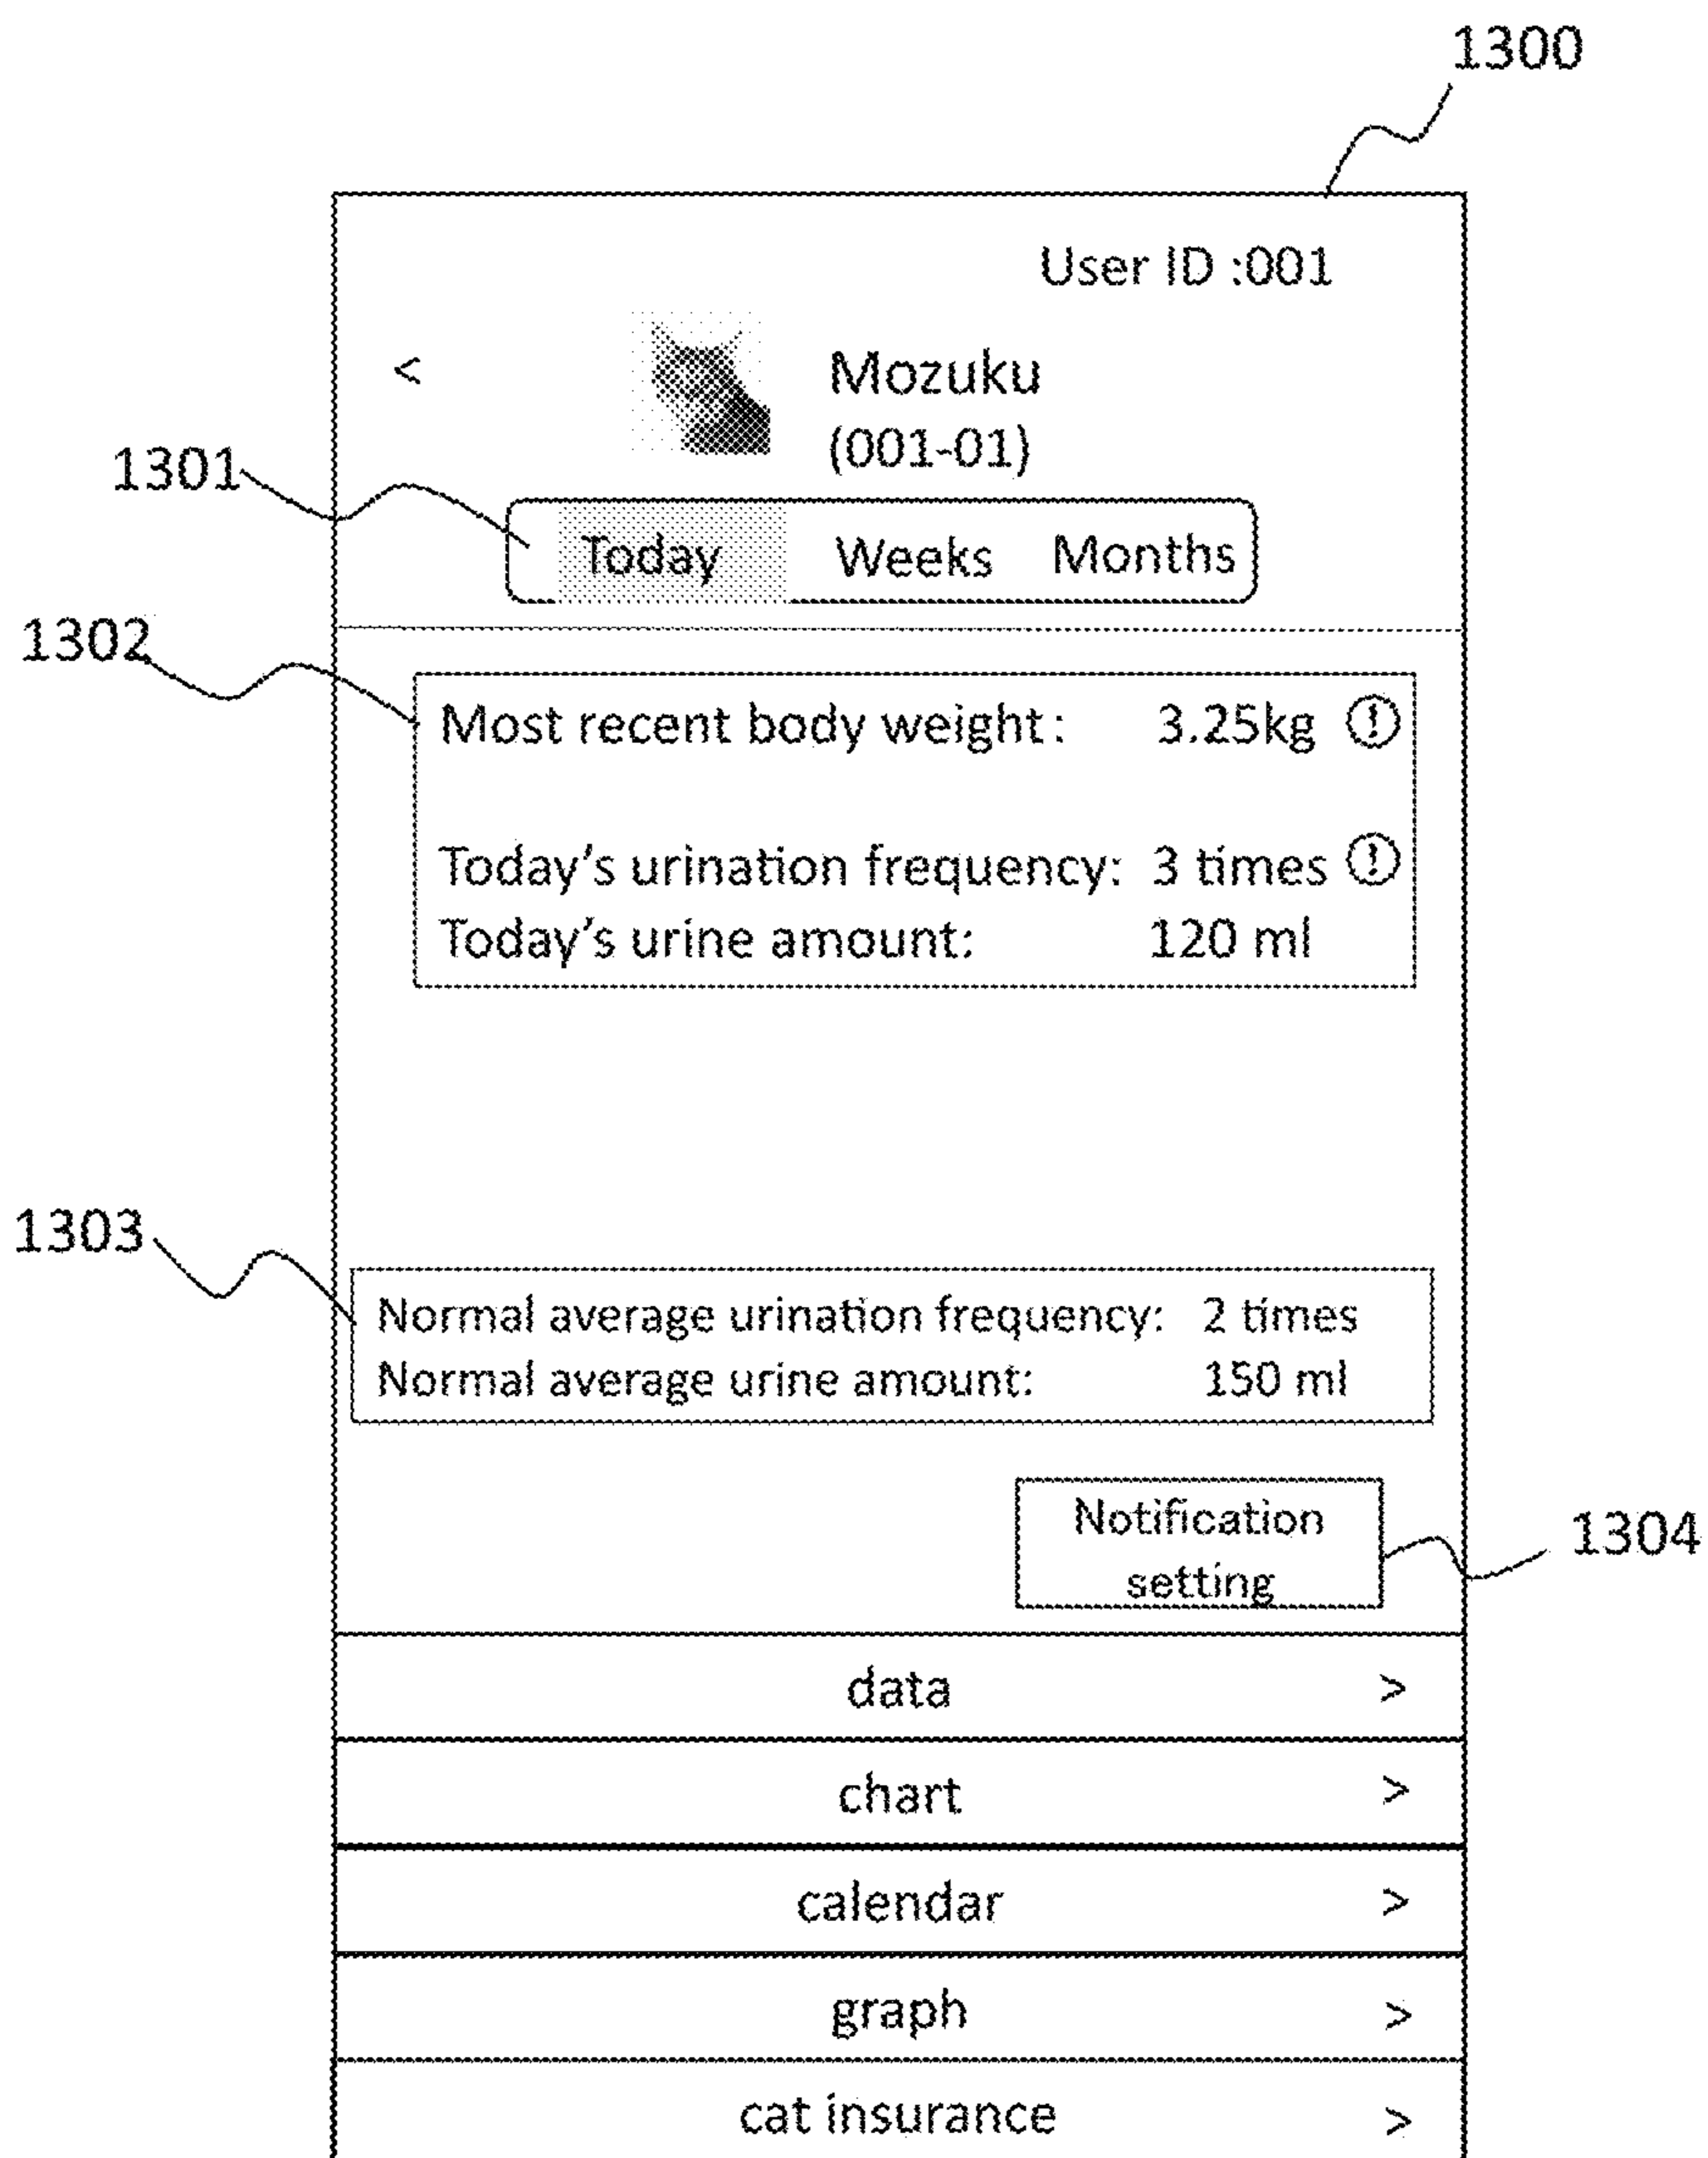 1300
User ID :001
<
Mozuku
(001-01)
1301
Today Weeks Months
1302
Most recent body weight: 3.25kg !
Today's urination frequency: 3 times !
Today's urine amount: 120 ml
1303
Normal average urination frequency: 2 times
Normal average urine amount: 150 ml
Notification
setting
1304
data >
chart >
calendar >
graph >
cat insurance >